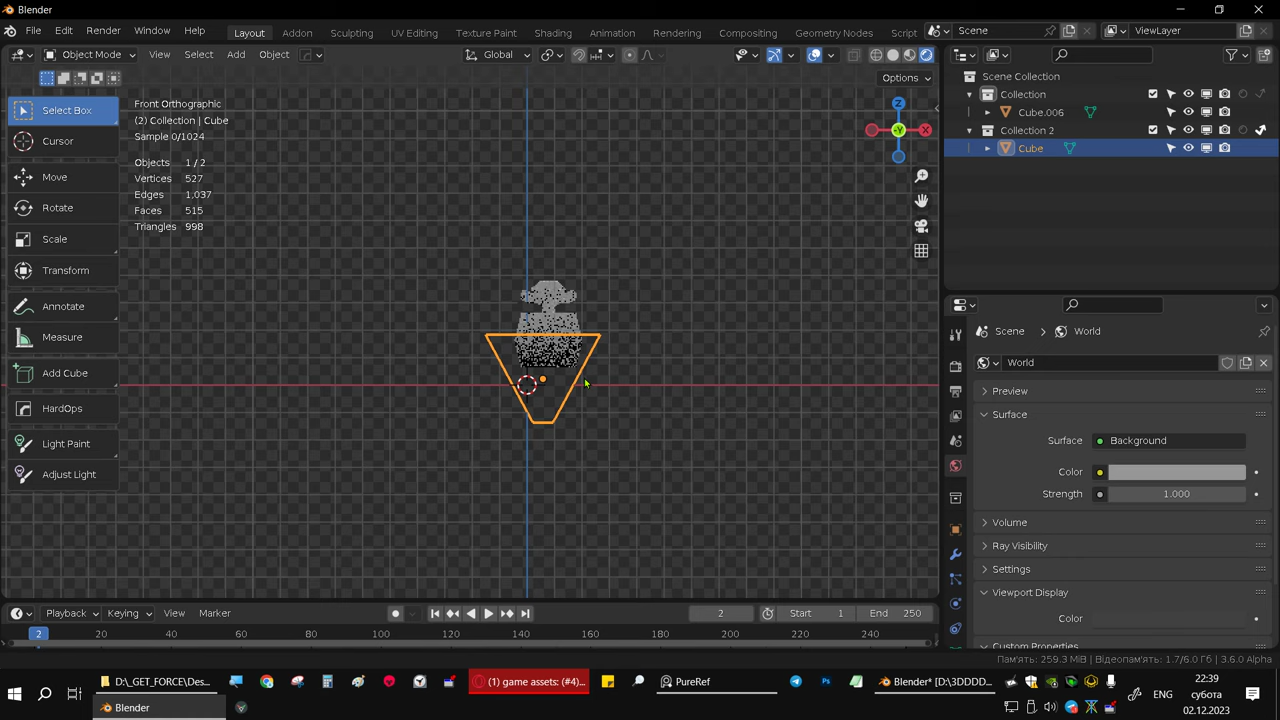 Blender
File Edit Render Window Help Layout Addon Sculpting UV Editing Texture Paint Shading Animation Rendering Compositing Geometry Nodes Script Scene ViewLayer
Object Mode View Select Add Object Global
Options
Select Box
Cursor
Move
Rotate
Scale
Transform
Annotate
Measure
Add Cube
HardOps
Light Paint
Adjust Light
Front Orthographic
(2) Collection | Cube
Sample 0/1024
Objects 1/2
Vertices 527
Edges 1,037
Faces 515
Triangles 998
Z
-Y
X
Scene Collection
Collection
Cube.006
Collection 2
Cube
Scene > World
World
Preview
Surface
Surface Background
Color
Strength 1.000
Volume
Ray Visibility
Settings
Viewport Display
Color
Custom Properties
Playback Keying View Marker 2 Start 1 End 250
2 20 40 60 80 100 120 140 160 180 200 220 240
Пам'ять: 259.3 MiB | Відеопам'ять: 1.7/6.0 Гб | 3.6.0 Alpha
D:\_GET_FORCE\Des... (1) game assets: (#4)... PureRef Ps Blender* [D:\3DDDD...
Blender
ENG
22:39
субота
02.12.2023